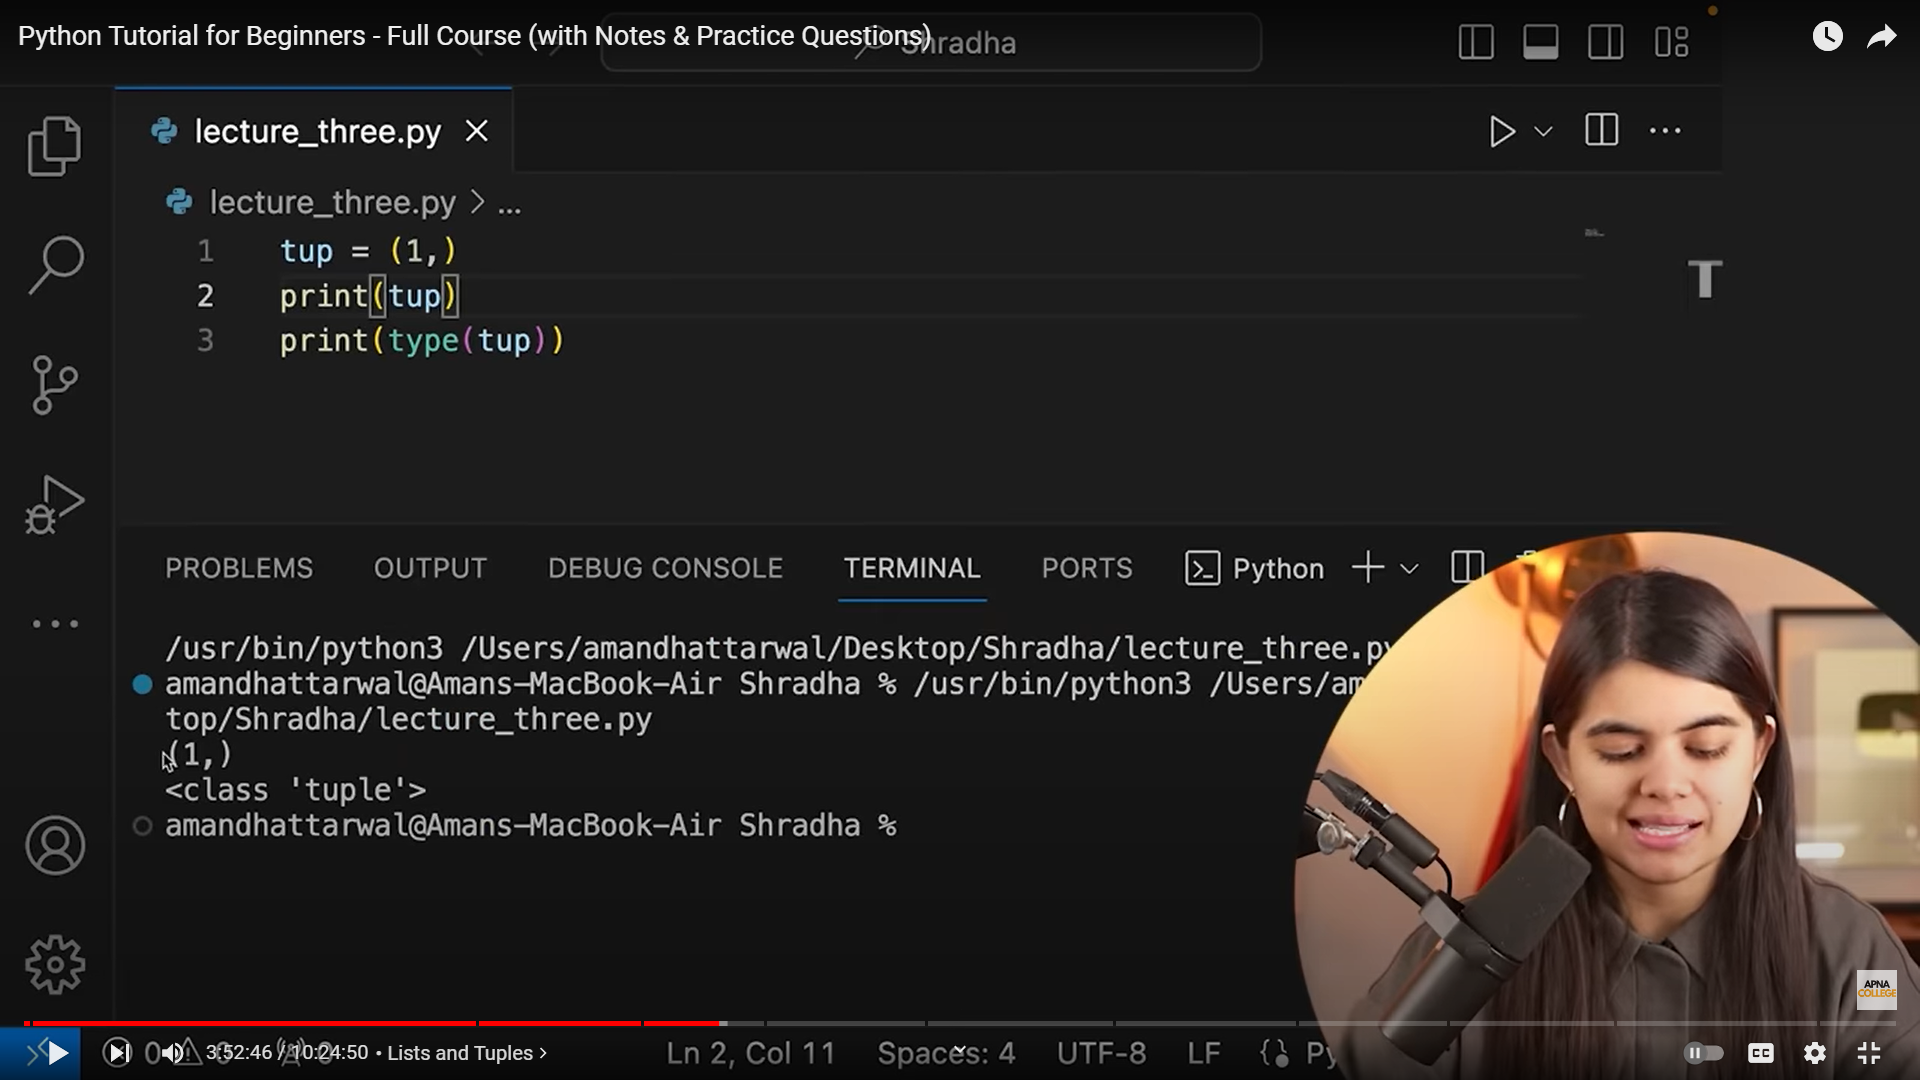 Python Tutorial for Beginners - Full Course (with Notes & Practice Questions)
Shradha
lecture_three.py
lecture_three.py > ...
1 tup = (1,)
2 print(tup)
3 print(type(tup))
T
PROBLEMS OUTPUT DEBUG CONSOLE TERMINAL PORTS Python
/usr/bin/python3 /Users/amandhattarwal/Desktop/Shradha/lecture_three.py
amandhattarwal@Amans-MacBook-Air Shradha % /usr/bin/python3 /Users/am
top/Shradha/lecture_three.py
(1,)
<class 'tuple'>
amandhattarwal@Amans-MacBook-Air Shradha %
APNA
COLLEGE
3:52:46 / 10:24:50 • Lists and Tuples > Ln 2, Col 11 Spaces: 4 UTF-8 LF {} Py CC